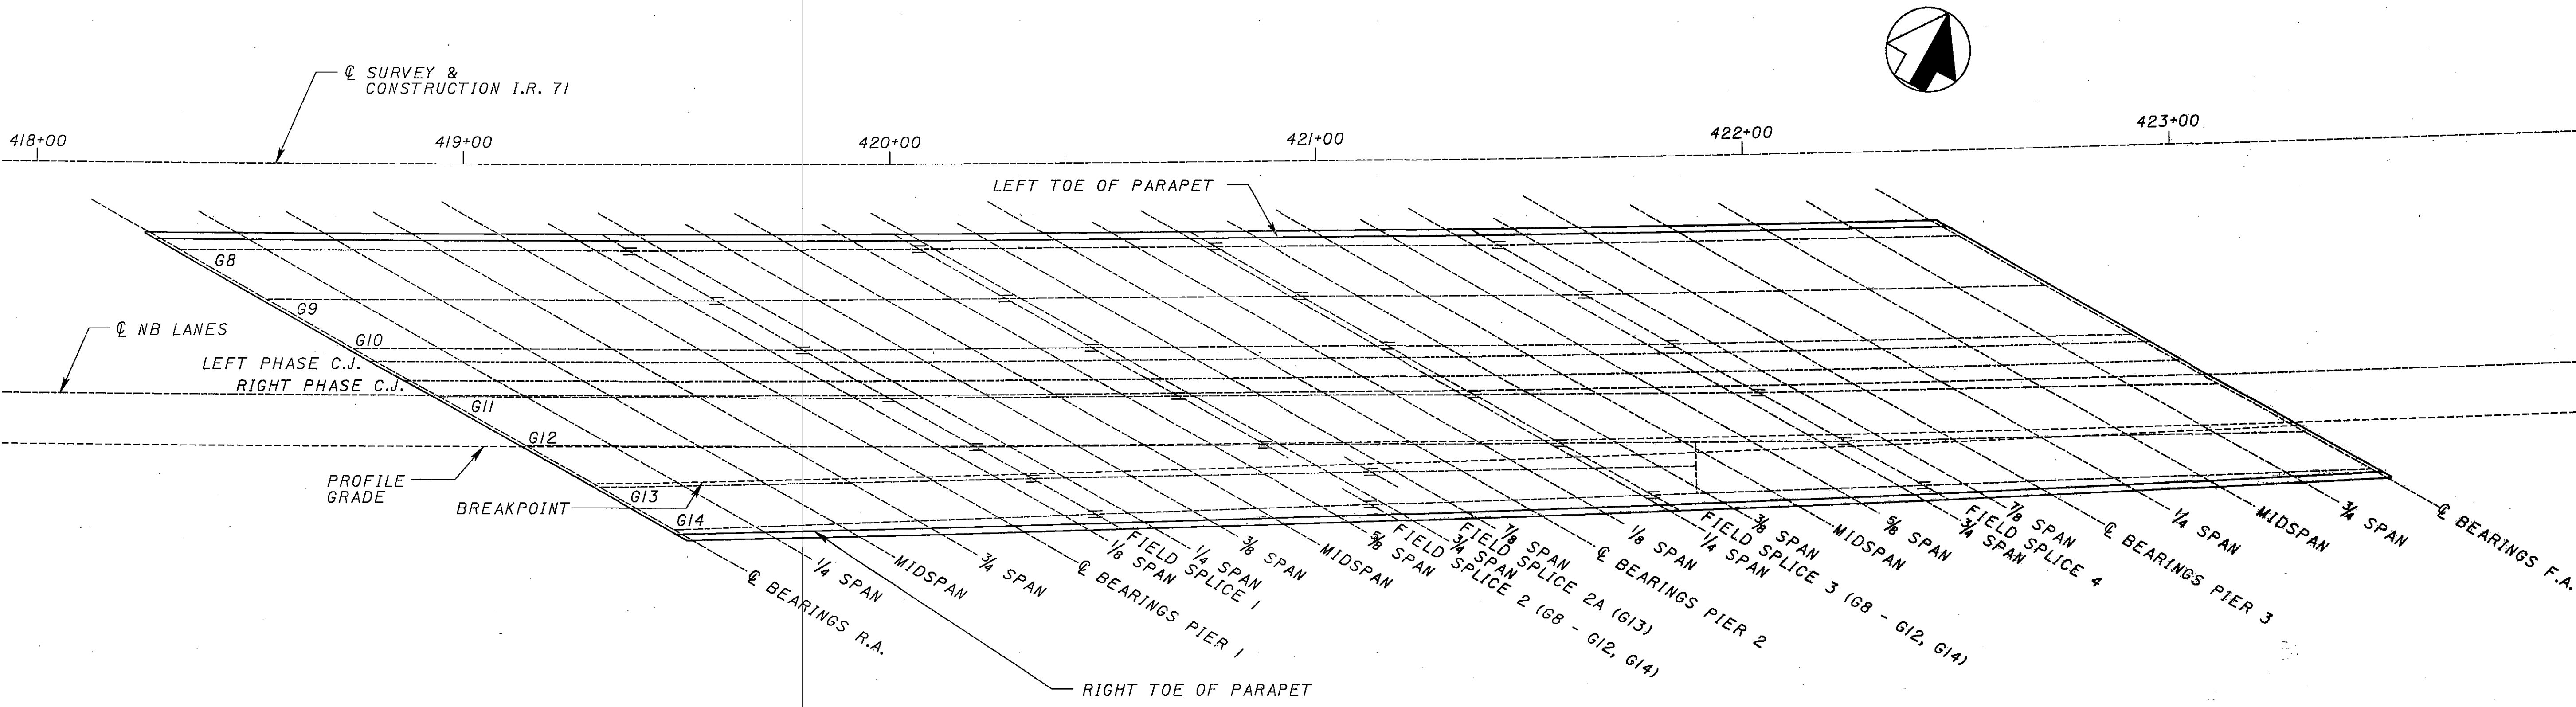 ℄ SURVEY &
CONSTRUCTION I.R. 71
418+00
419+00
420+00
421+00
422+00
423+00
LEFT TOE OF PARAPET
G8
G9
℄ NB LANES
G10
LEFT PHASE C.J.
RIGHT PHASE C.J.
G11
G12
PROFILE
GRADE
BREAKPOINT
G13
G14
℄ BEARINGS R.A.
1/4 SPAN
MIDSPAN
3/4 SPAN
℄ BEARINGS PIER 1
1/8 SPAN
FIELD SPLICE 1
1/4 SPAN
3/8 SPAN
MIDSPAN
5/8 SPAN
FIELD SPLICE 2 (G8 - G12, G14)
3/4 SPAN
FIELD SPLICE 2A (G13)
7/8 SPAN
℄ BEARINGS PIER 2
1/8 SPAN
1/4 SPAN
FIELD SPLICE 3 (G8 - G12, G14)
3/8 SPAN
MIDSPAN
5/8 SPAN
3/4 SPAN
FIELD SPLICE 4
7/8 SPAN
℄ BEARINGS PIER 3
1/4 SPAN
MIDSPAN
3/4 SPAN
℄ BEARINGS F.A.
RIGHT TOE OF PARAPET